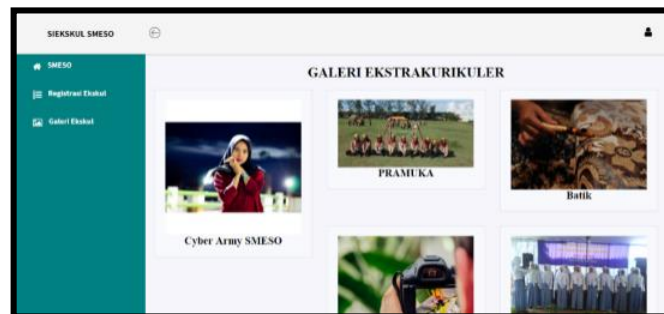 SIEKSKUL SMESO
SMESO
Registrasi Ekskul
Galeri Ekskul
GALERI EKSTRAKURIKULER
Cyber Army SMESO
PRAMUKA
Batik